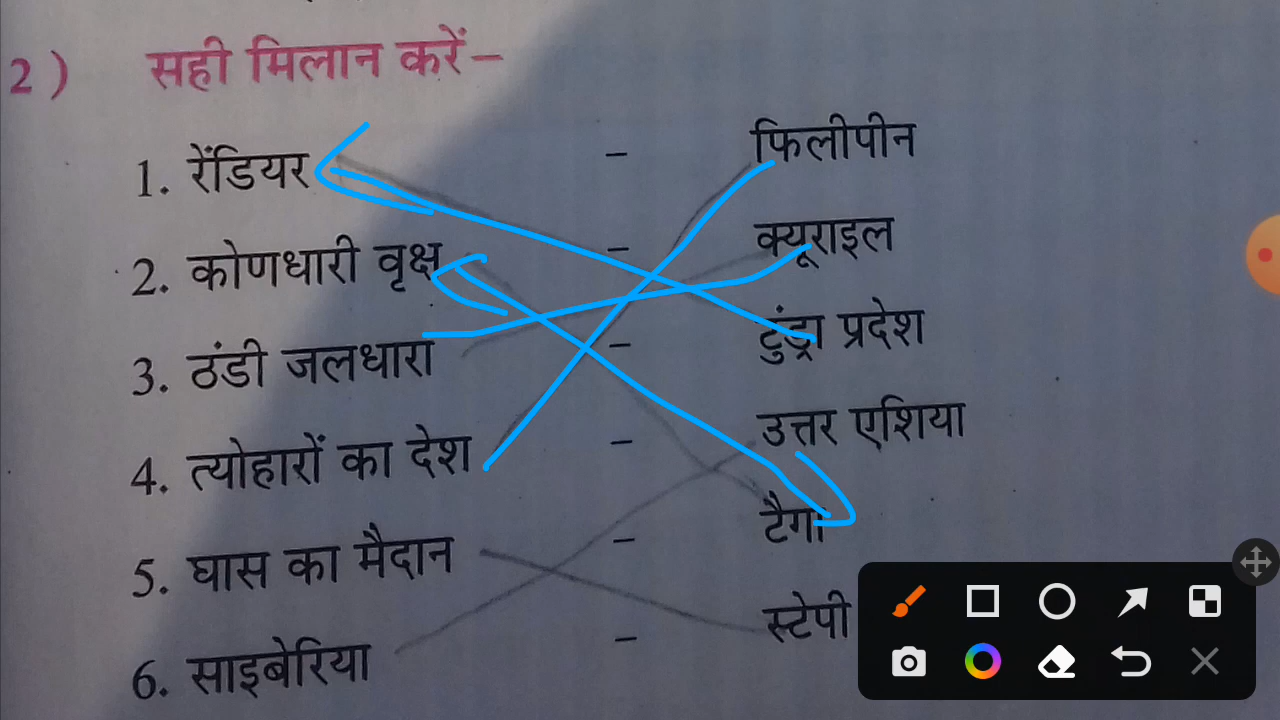 2) सही मिलान करें–
1. रेंडियर – फिलीपीन
2. कोणधारी वृक्ष – क्यूराइल
3. ठंडी जलधारा – टुंड्रा प्रदेश
4. त्योहारों का देश – उत्तर एशिया
5. घास का मैदान – टैगा
6. साइबेरिया – स्टेपी